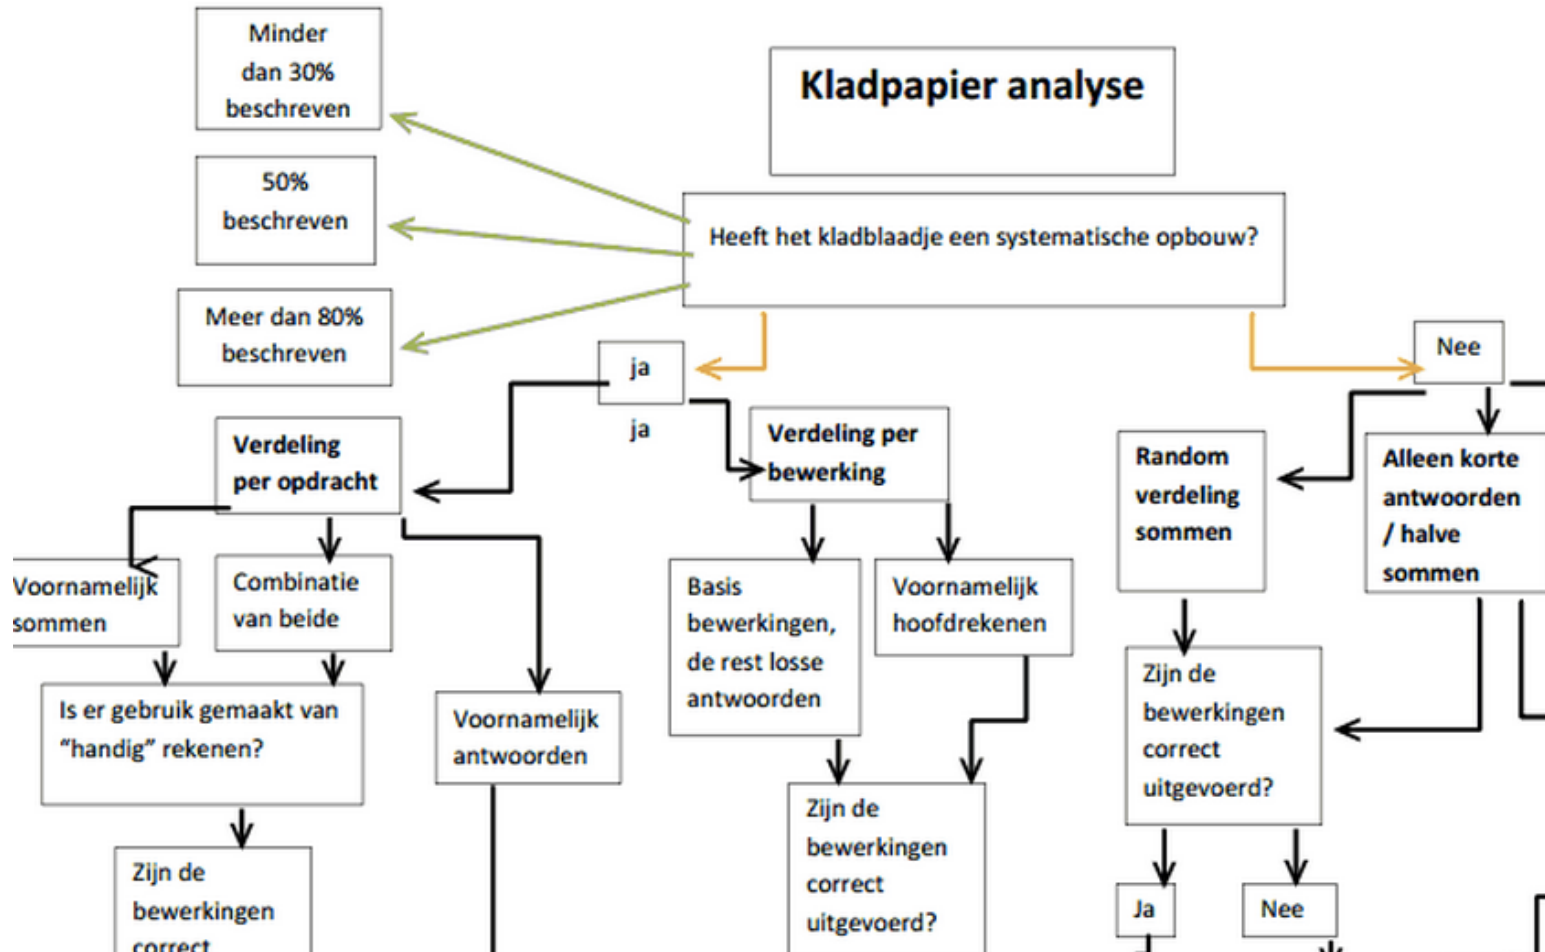 Minder
dan 30%
beschreven
Kladpapier analyse
50%
beschreven
Heeft het kladblaadje een systematische opbouw?
Meer dan 80%
beschreven
ja
ja
Nee
Verdeling
per opdracht
Verdeling per
bewerking
Random
verdeling
sommen
Alleen korte
antwoorden
/ halve
sommen
Voornamelijk
sommen
Combinatie
van beide
Basis
bewerkingen,
de rest losse
antwoorden
Voornamelijk
hoofdrekenen
Is er gebruik gemaakt van
“handig” rekenen?
Voornamelijk
antwoorden
Zijn de
bewerkingen
correct
uitgevoerd?
Zijn de
bewerkingen
correct
uitgevoerd?
Zijn de
bewerkingen
correct
Ja
Nee